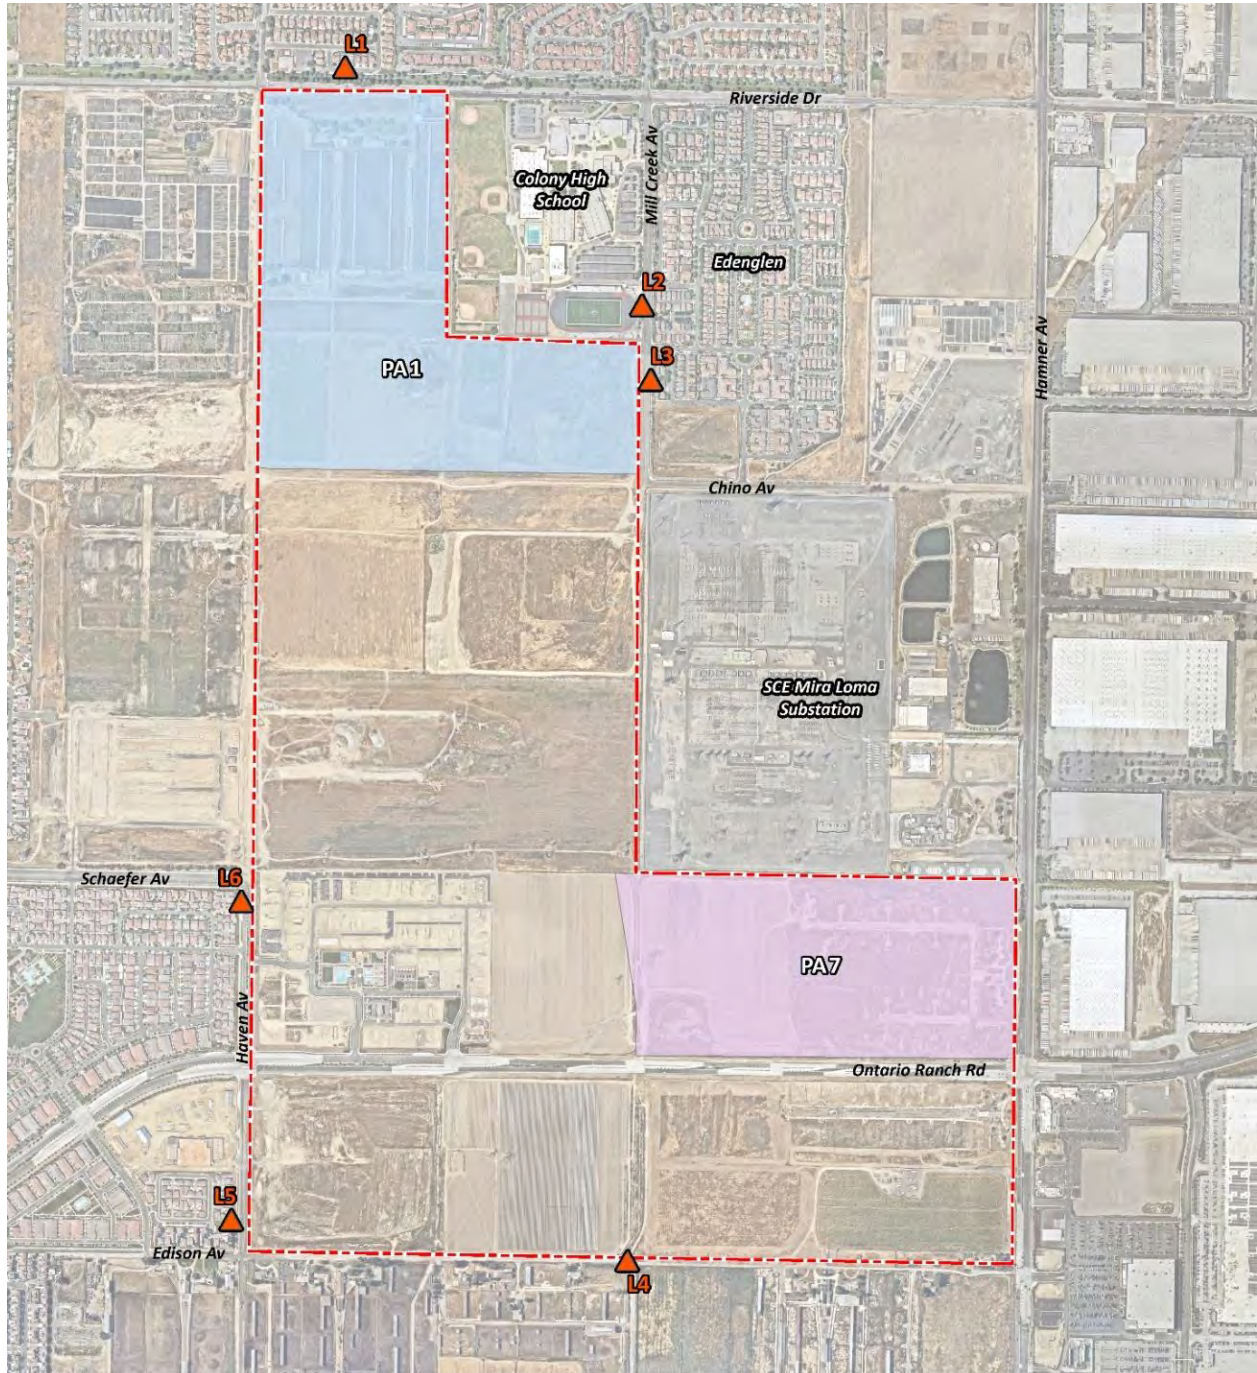 L1
Riverside Dr
Colony High
School
Mill Creek Av
Edenglen
L2
L3
PA 1
Hamner Av
Chino Av
SCE Mira Loma
Substation
Schaefer Av
L6
PA 7
Haven Av
Ontario Ranch Rd
L5
Edison Av
L4